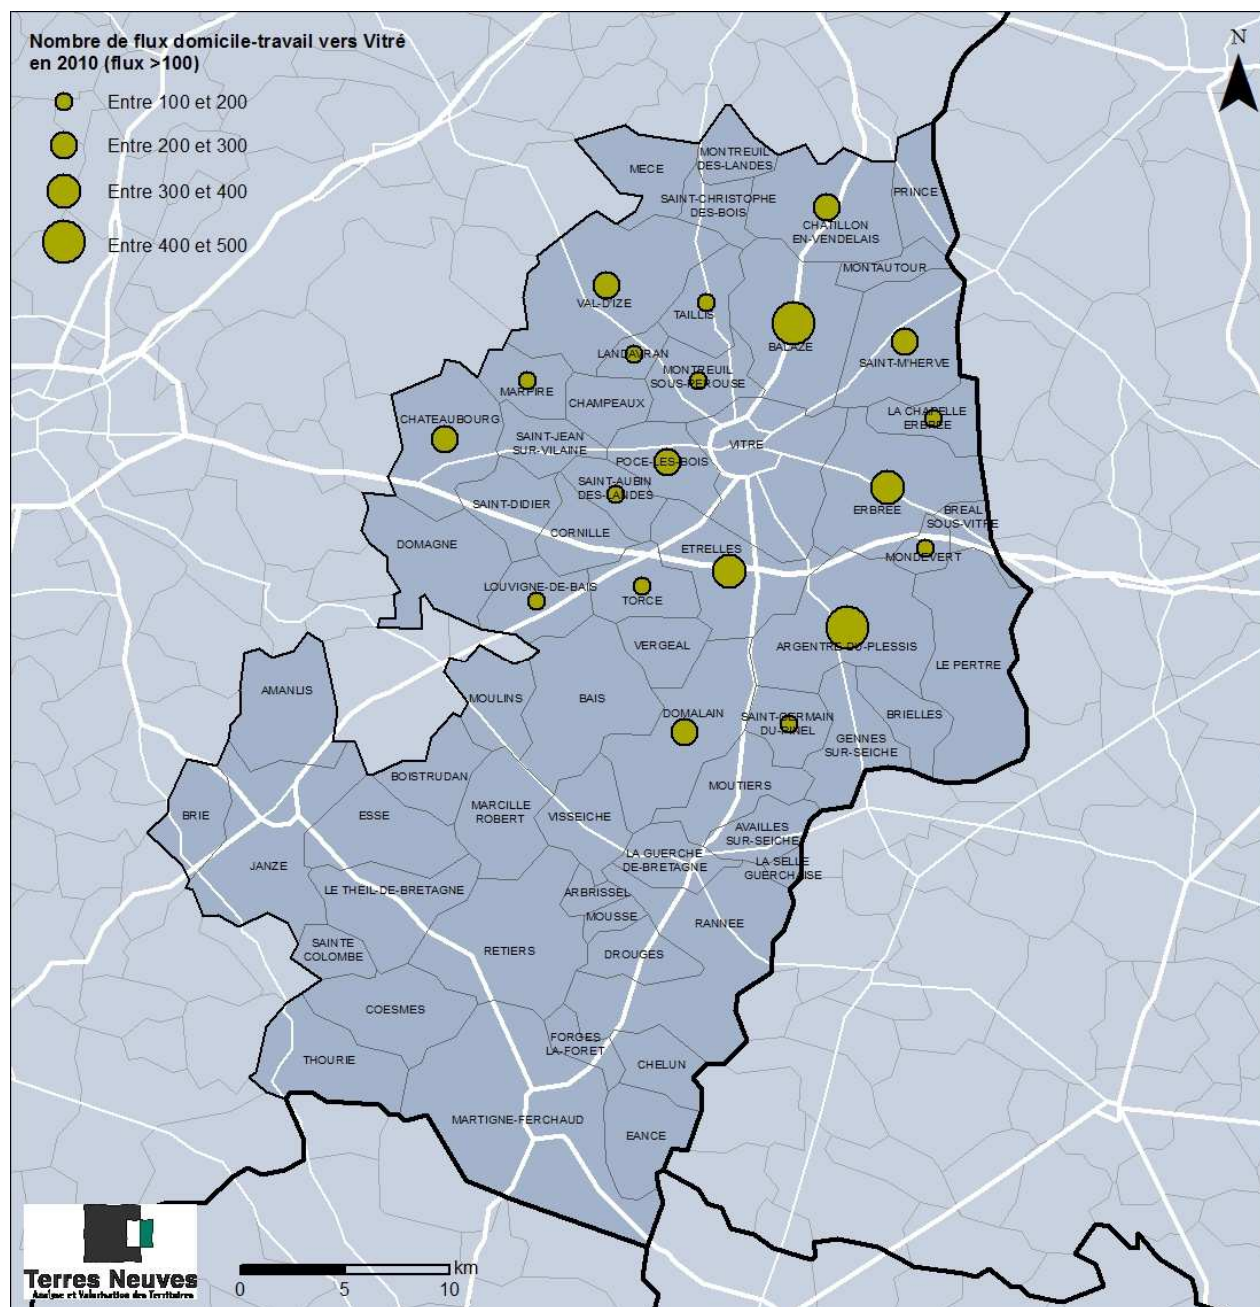 Nombre de flux domicile-travail vers Vitré
en 2010 (flux >100)
Entre 100 et 200
Entre 200 et 300
Entre 300 et 400
Entre 400 et 500
N
MECE
MONTREUIL
DES-LANDES
SAINT-CHRISTOPHE
DES-BOIS
PRINCE
CHATILLON
EN-VENDELAIS
MONTAUTOUR
VAL-D'IZE
TAILLIS
BALAZE
SAINT-M'HERVE
LANDAVRAN
MONTREUIL
SOUS-PEROUSE
MARPIRE
CHAMPEAUX
LA CHAPELLE
ERBREE
CHATEAUBOURG
SAINT-JEAN
SUR-VILAINE
VITRE
POCE-LES-BOIS
SAINT-AUBIN
DES-LANDES
SAINT-DIDIER
ERBREE
BREAL
SOUS-VITRE
CORNILLE
DOMAGNE
ETRELLES
MONDEVERT
LOUVIGNE-DE-BAIS
TORCE
VERGEAL
ARGENTRE-DU-PLESSIS
LE PERTRE
AMANLIS
MOULINS
BAIS
DOMALAIN
SAINT-GERMAIN
DU-PINEL
BRIELLES
GENNES
SUR-SEICHE
BOISTRUDAN
MOUTIERS
BRIE
ESSE
MARCILLE
ROBERT
VISSEICHE
AVAILLES
SUR-SEICHE
JANZE
LA GUERCHE
DE-BRETAGNE
LA SELLE
GUERCHAISE
LE THEIL-DE-BRETAGNE
ARBRISSEL
MOUSSE
RANNEE
SAINTE
COLOMBE
RETIERS
DROUGES
COESMES
FORGES
LA-FORET
THOURIE
CHELUN
MARTIGNE-FERCHAUD
EANCE
Terres Neuves
Analyse et Valorisation des Territoires
km
0 5 10